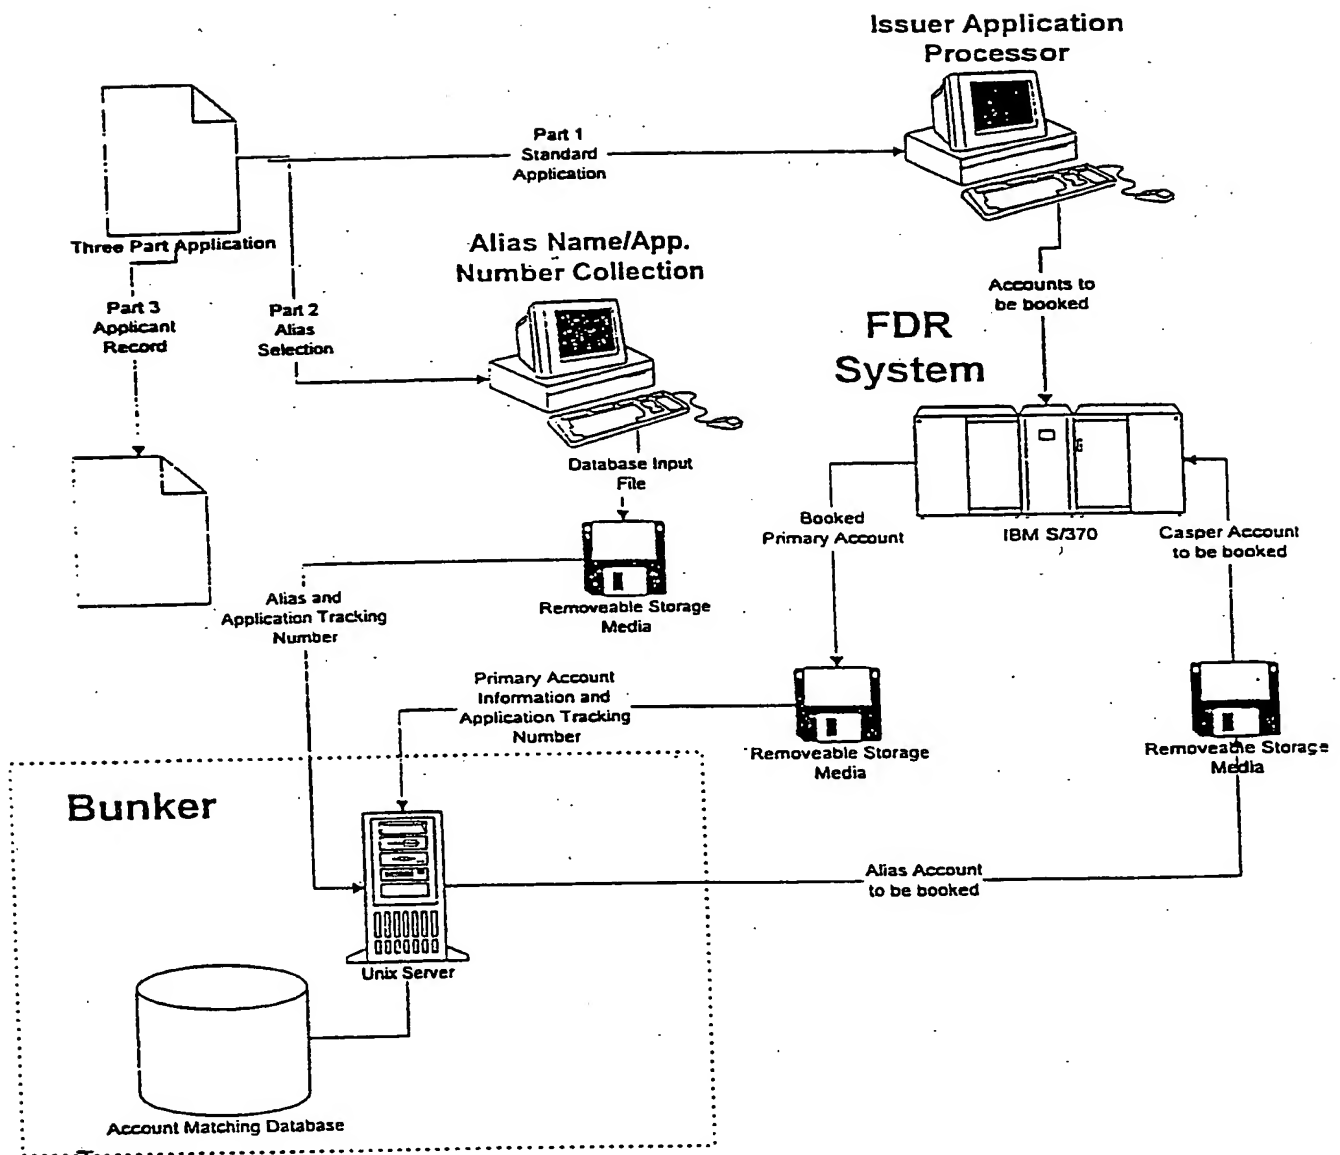 Issuer Application
Processor
Part 1
Standard
Application
Three Part Application
Alias Name/App.
Number Collection
Part 3
Applicant
Record
Part 2
Alias
Selection
Accounts to
be booked
FDR
System
Database Input
File
Booked
Primary Account
IBM S/370
Casper Account
to be booked
Alias and
Application Tracking
Number
Removeable Storage
Media
Primary Account
Information and
Application Tracking
Number
Removeable Storage
Media
Removeable Storage
Media
Bunker
Alias Account
to be booked
Unix Server
Account Matching Database